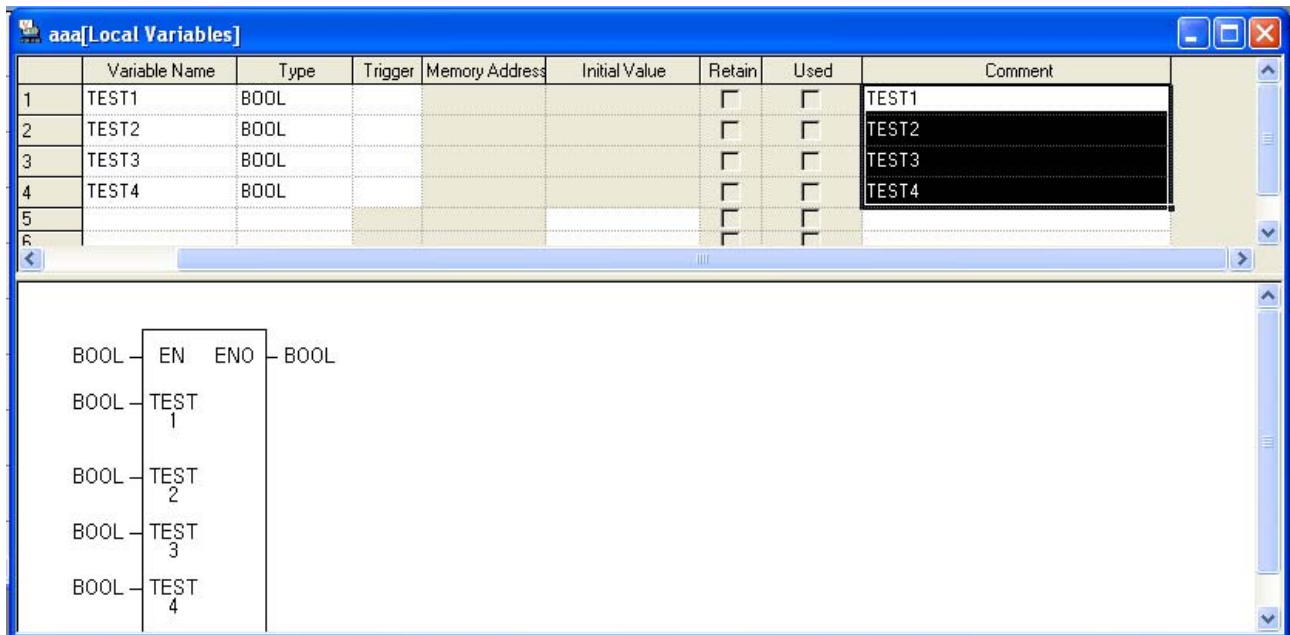 aaa[Local Variables]
Variable Name Type Trigger Memory Address Initial Value Retain Used Comment
1 TEST1 BOOL TEST1
2 TEST2 BOOL TEST2
3 TEST3 BOOL TEST3
4 TEST4 BOOL TEST4
5
6
BOOL EN ENO BOOL
BOOL TEST
1
BOOL TEST
2
BOOL TEST
3
BOOL TEST
4